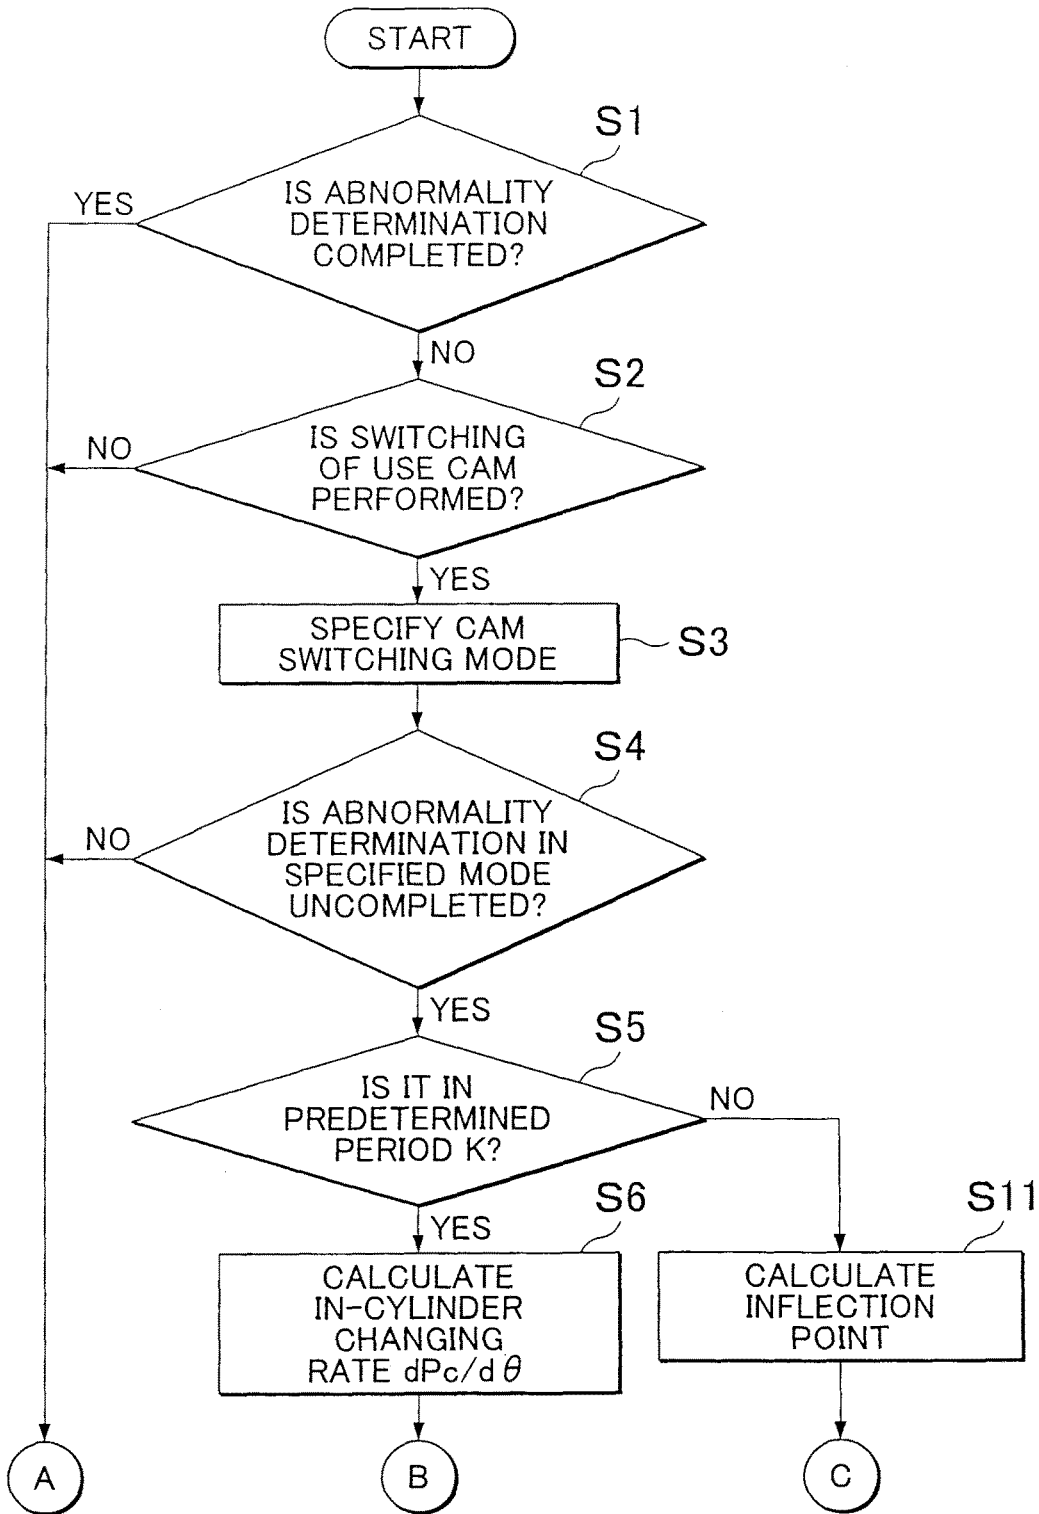 START
S1
IS ABNORMALITY
DETERMINATION
COMPLETED?
YES
NO
S2
IS SWITCHING
OF USE CAM
PERFORMED?
NO
YES
SPECIFY CAM
SWITCHING MODE
S3
S4
IS ABNORMALITY
DETERMINATION IN
SPECIFIED MODE
UNCOMPLETED?
NO
YES
S5
IS IT IN
PREDETERMINED
PERIOD K?
NO
YES
S6
CALCULATE
IN-CYLINDER
CHANGING
RATE dPc/dθ
S11
CALCULATE
INFLECTION
POINT
A
B
C